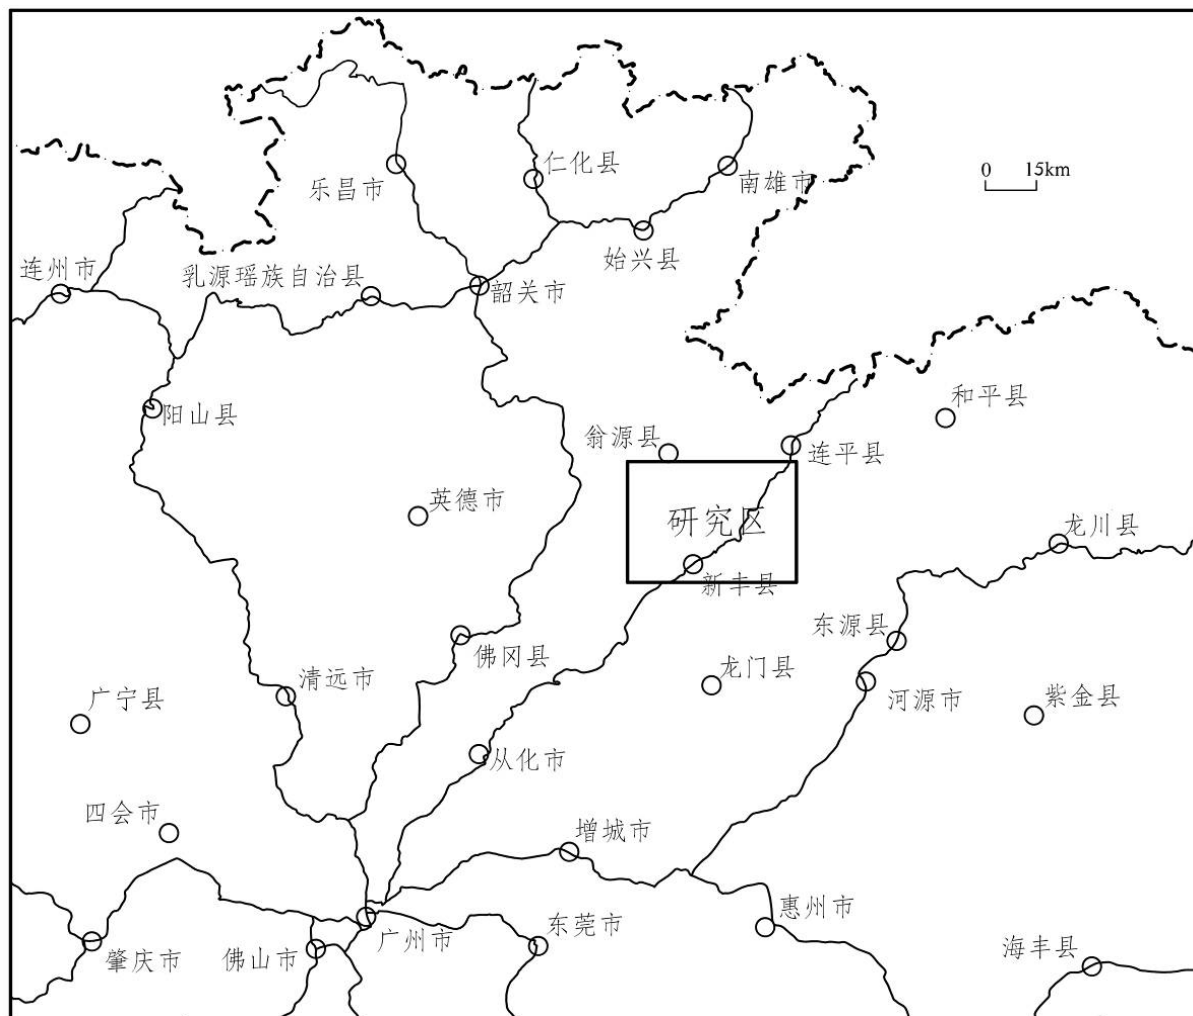 仁化县
0 15km
乐昌市
南雄市
始兴县
连州市
乳源瑶族自治县
韶关市
和平县
阳山县
翁源县
连平县
英德市
研究区
龙川县
新丰县
东源县
佛冈县
龙门县
清远市
广宁县
河源市
紫金县
从化市
四会市
增城市
惠州市
东莞市
广州市
海丰县
肇庆市
佛山市